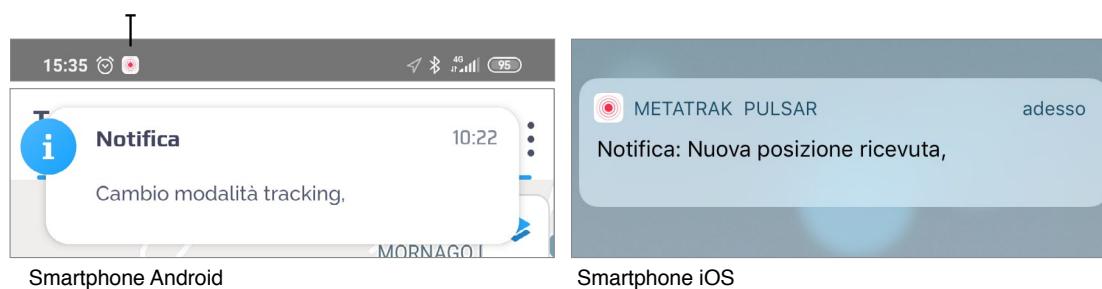 T
15:35
4G
95
Notifica
10:22
Cambio modalità tracking,
MORNAGO
METATRAK PULSAR
adesso
Notifica: Nuova posizione ricevuta,
Smartphone Android
Smartphone iOS